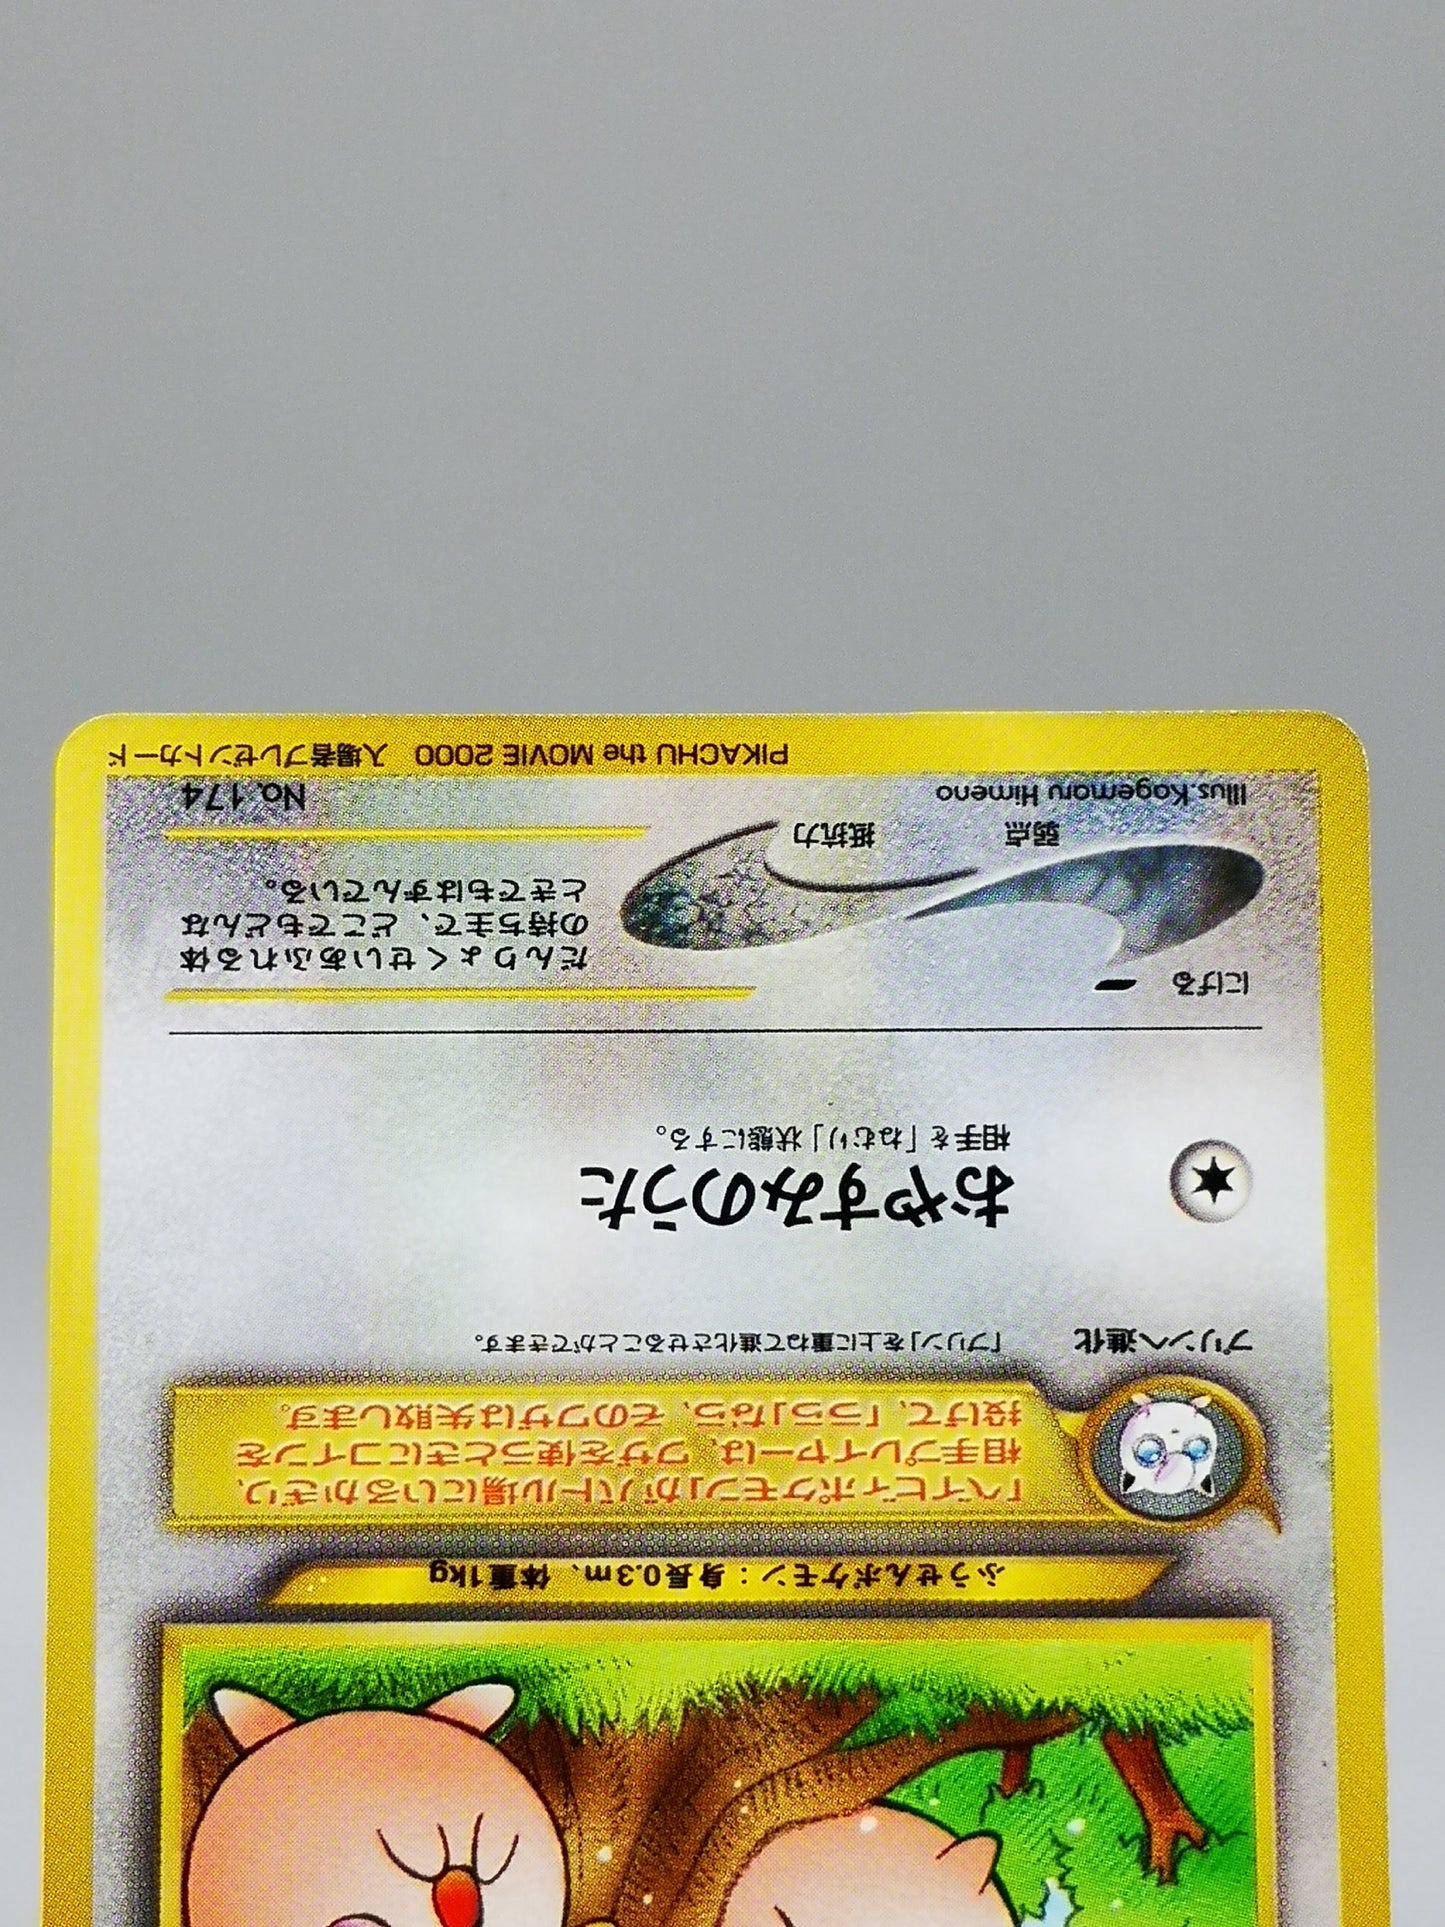 ふうせんポケモン：身長0.3m、体重1kg
「ベイビィポケモン」がバトル場にいるかぎり、
相手プレイヤーは、ワザを使うときにコインを
投げて、「うら」なら、そのワザは失敗します。
プリンへ進化 「プリン」を上に重ねて進化させることができます。
おやすみのうた
相手を「ねむり」状態にする。
にげる
だんりょくせいあふれる体
の持ち主で、どこでもどんな
ときでもはずんでいる。
弱点 抵抗力
Illus.Kagemaru Himeno No.174
PIKACHU the MOVIE 2000 入場者プレゼントカード